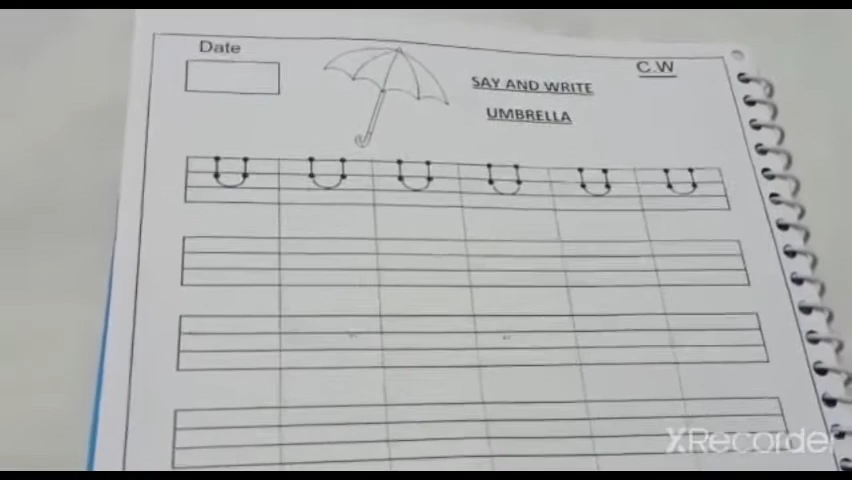 Date
C.W
SAY AND WRITE
UMBRELLA
U U U U U U
XRecorder